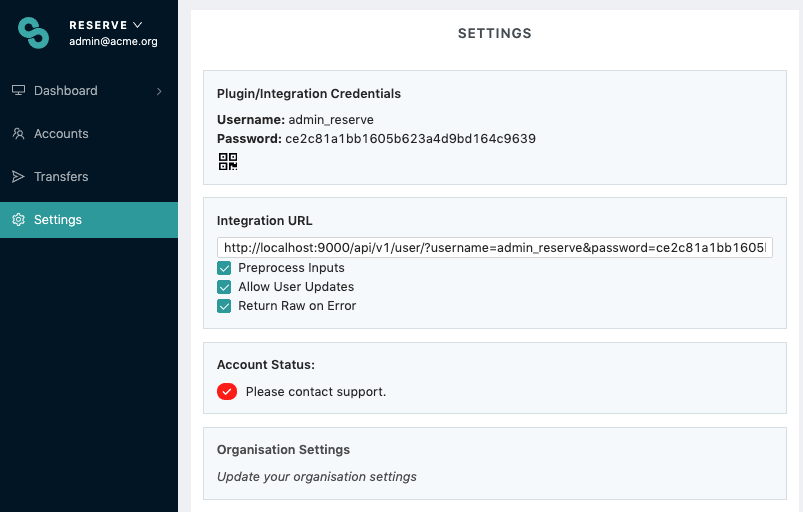 RESERVE
admin@acme.org
Dashboard
Accounts
Transfers
Settings
SETTINGS
Plugin/Integration Credentials
Username: admin_reserve
Password: ce2c81a1bb1605b623a4d9bd164c9639
Integration URL
http://localhost:9000/api/v1/user/?username=admin_reserve&password=ce2c81a1bb1605
Preprocess Inputs
Allow User Updates
Return Raw on Error
Account Status:
Please contact support.
Organisation Settings
Update your organisation settings